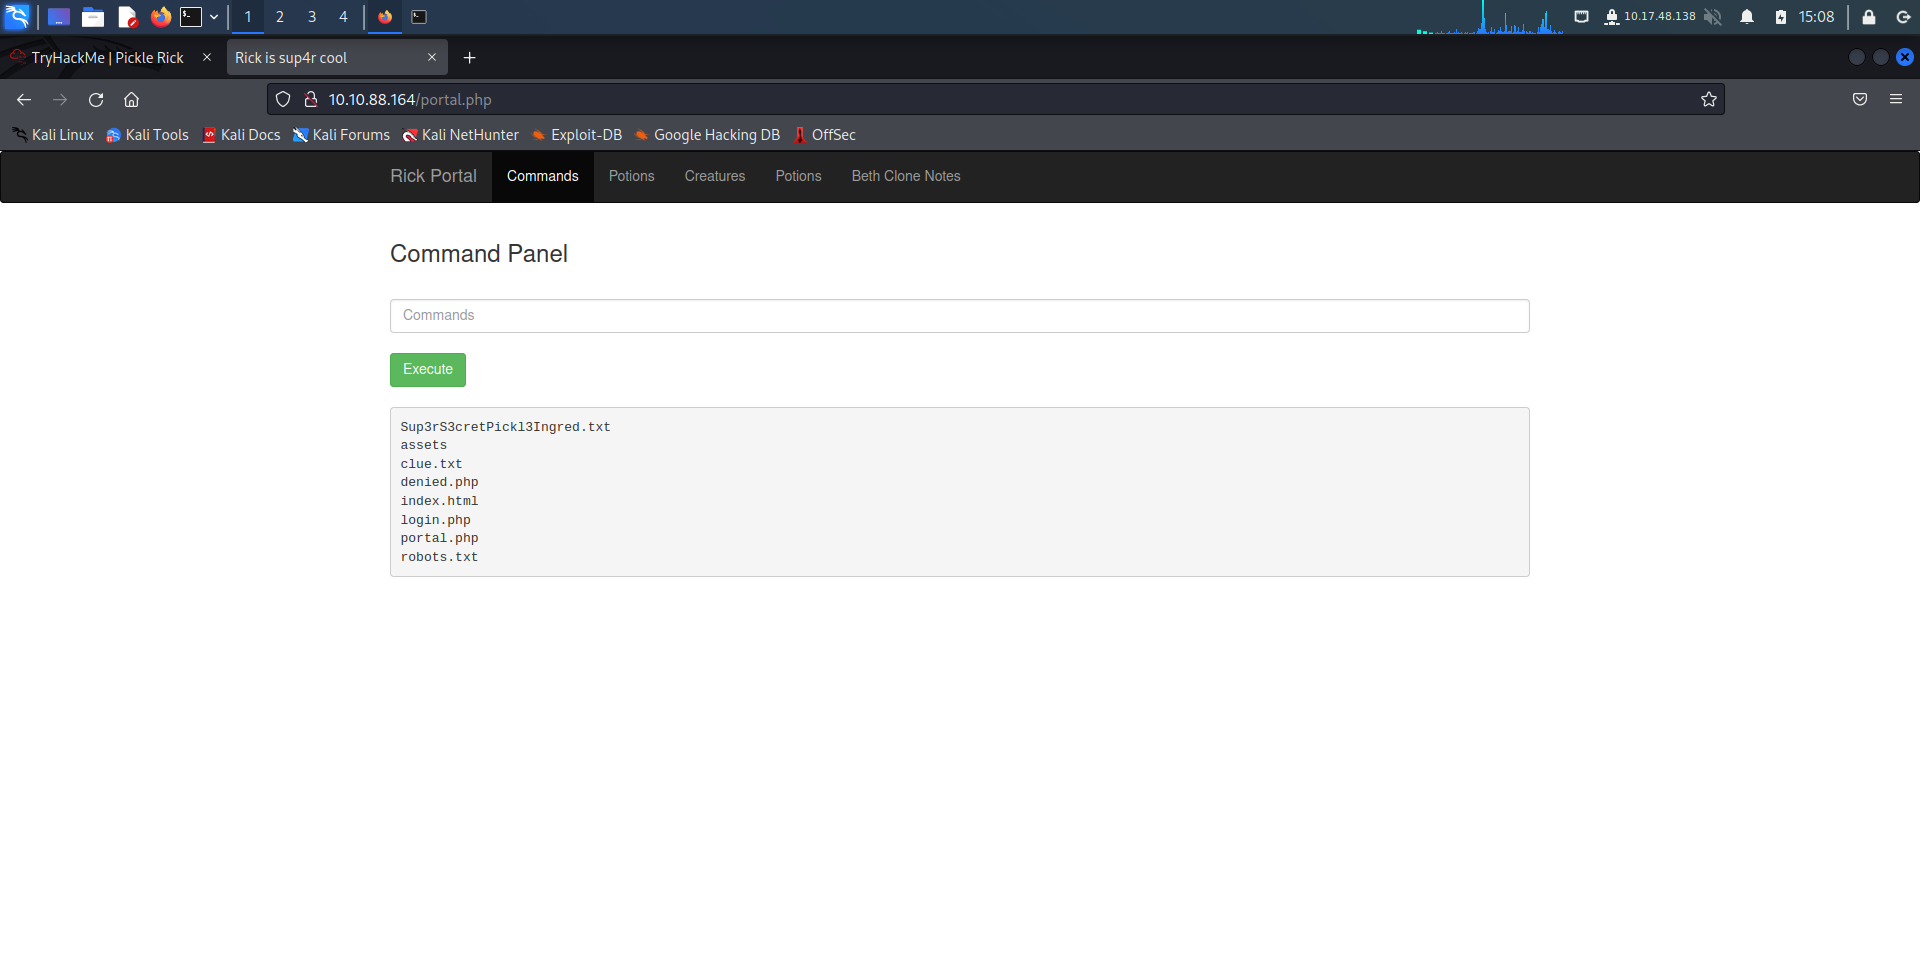 1 2 3 4 10.17.48.138 15:08
TryHackMe | Pickle Rick Rick is sup4r cool
10.10.88.164/portal.php
Kali Linux Kali Tools Kali Docs Kali Forums Kali NetHunter Exploit-DB Google Hacking DB OffSec
Rick Portal Commands Potions Creatures Potions Beth Clone Notes
Command Panel
Commands
Execute
Sup3rS3cretPickl3Ingred.txt
assets
clue.txt
denied.php
index.html
login.php
portal.php
robots.txt